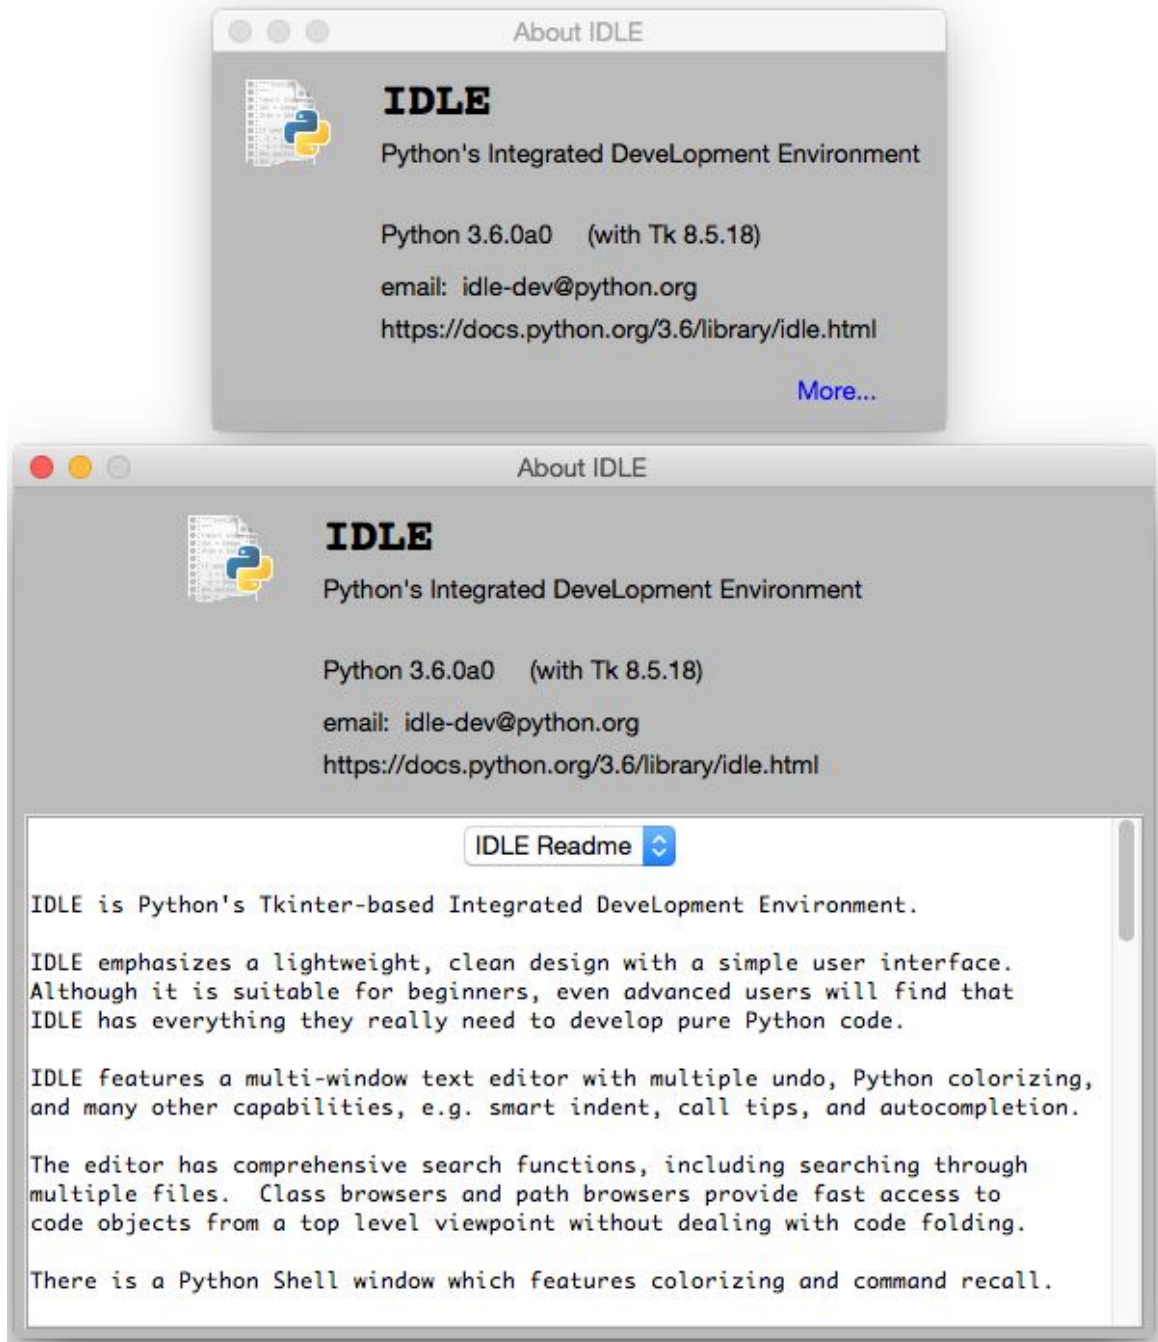 About IDLE
IDLE
Python's Integrated DeveLopment Environment
Python 3.6.0a0 (with Tk 8.5.18)
email: idle-dev@python.org
https://docs.python.org/3.6/library/idle.html
More...
About IDLE
IDLE
Python's Integrated DeveLopment Environment
Python 3.6.0a0 (with Tk 8.5.18)
email: idle-dev@python.org
https://docs.python.org/3.6/library/idle.html
IDLE Readme
IDLE is Python's Tkinter-based Integrated DeveLopment Environment.
IDLE emphasizes a lightweight, clean design with a simple user interface.
Although it is suitable for beginners, even advanced users will find that
IDLE has everything they really need to develop pure Python code.
IDLE features a multi-window text editor with multiple undo, Python colorizing,
and many other capabilities, e.g. smart indent, call tips, and autocompletion.
The editor has comprehensive search functions, including searching through
multiple files.  Class browsers and path browsers provide fast access to
code objects from a top level viewpoint without dealing with code folding.
There is a Python Shell window which features colorizing and command recall.